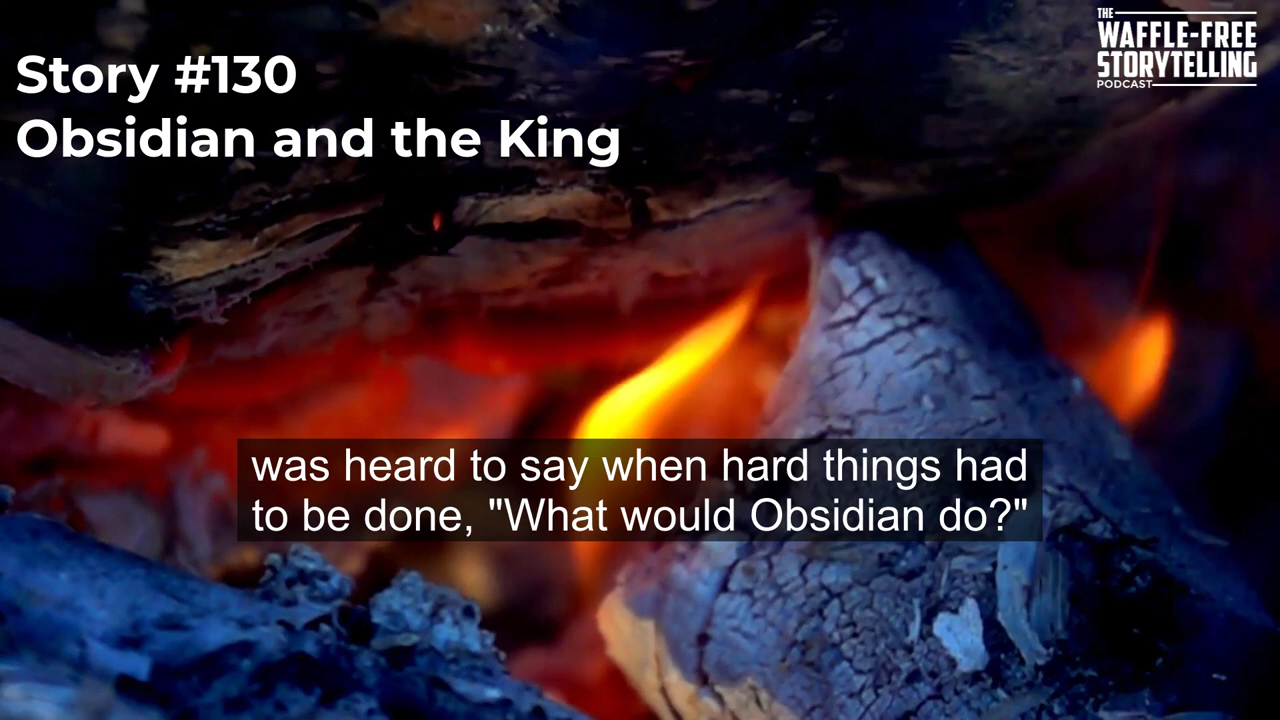 Story #130
Obsidian and the King
THE
WAFFLE-FREE
STORYTELLING
PODCAST
was heard to say when hard things had
to be done, "What would Obsidian do?"